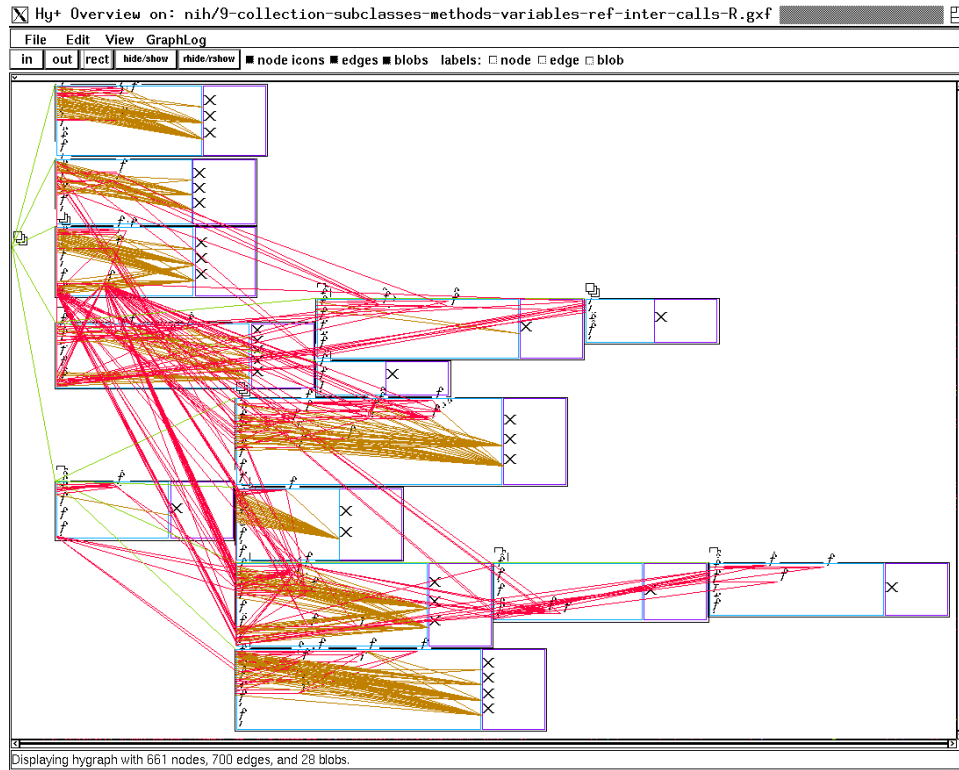 Hy+ Overview on: nih/9-collection-subclasses-methods-variables-ref-inter-calls-R.gxf
File Edit View GraphLog
in out rect hide/show rhide/rshow node icons edges blobs labels: node edge blob
Displaying hygraph with 661 nodes, 700 edges, and 28 blobs.